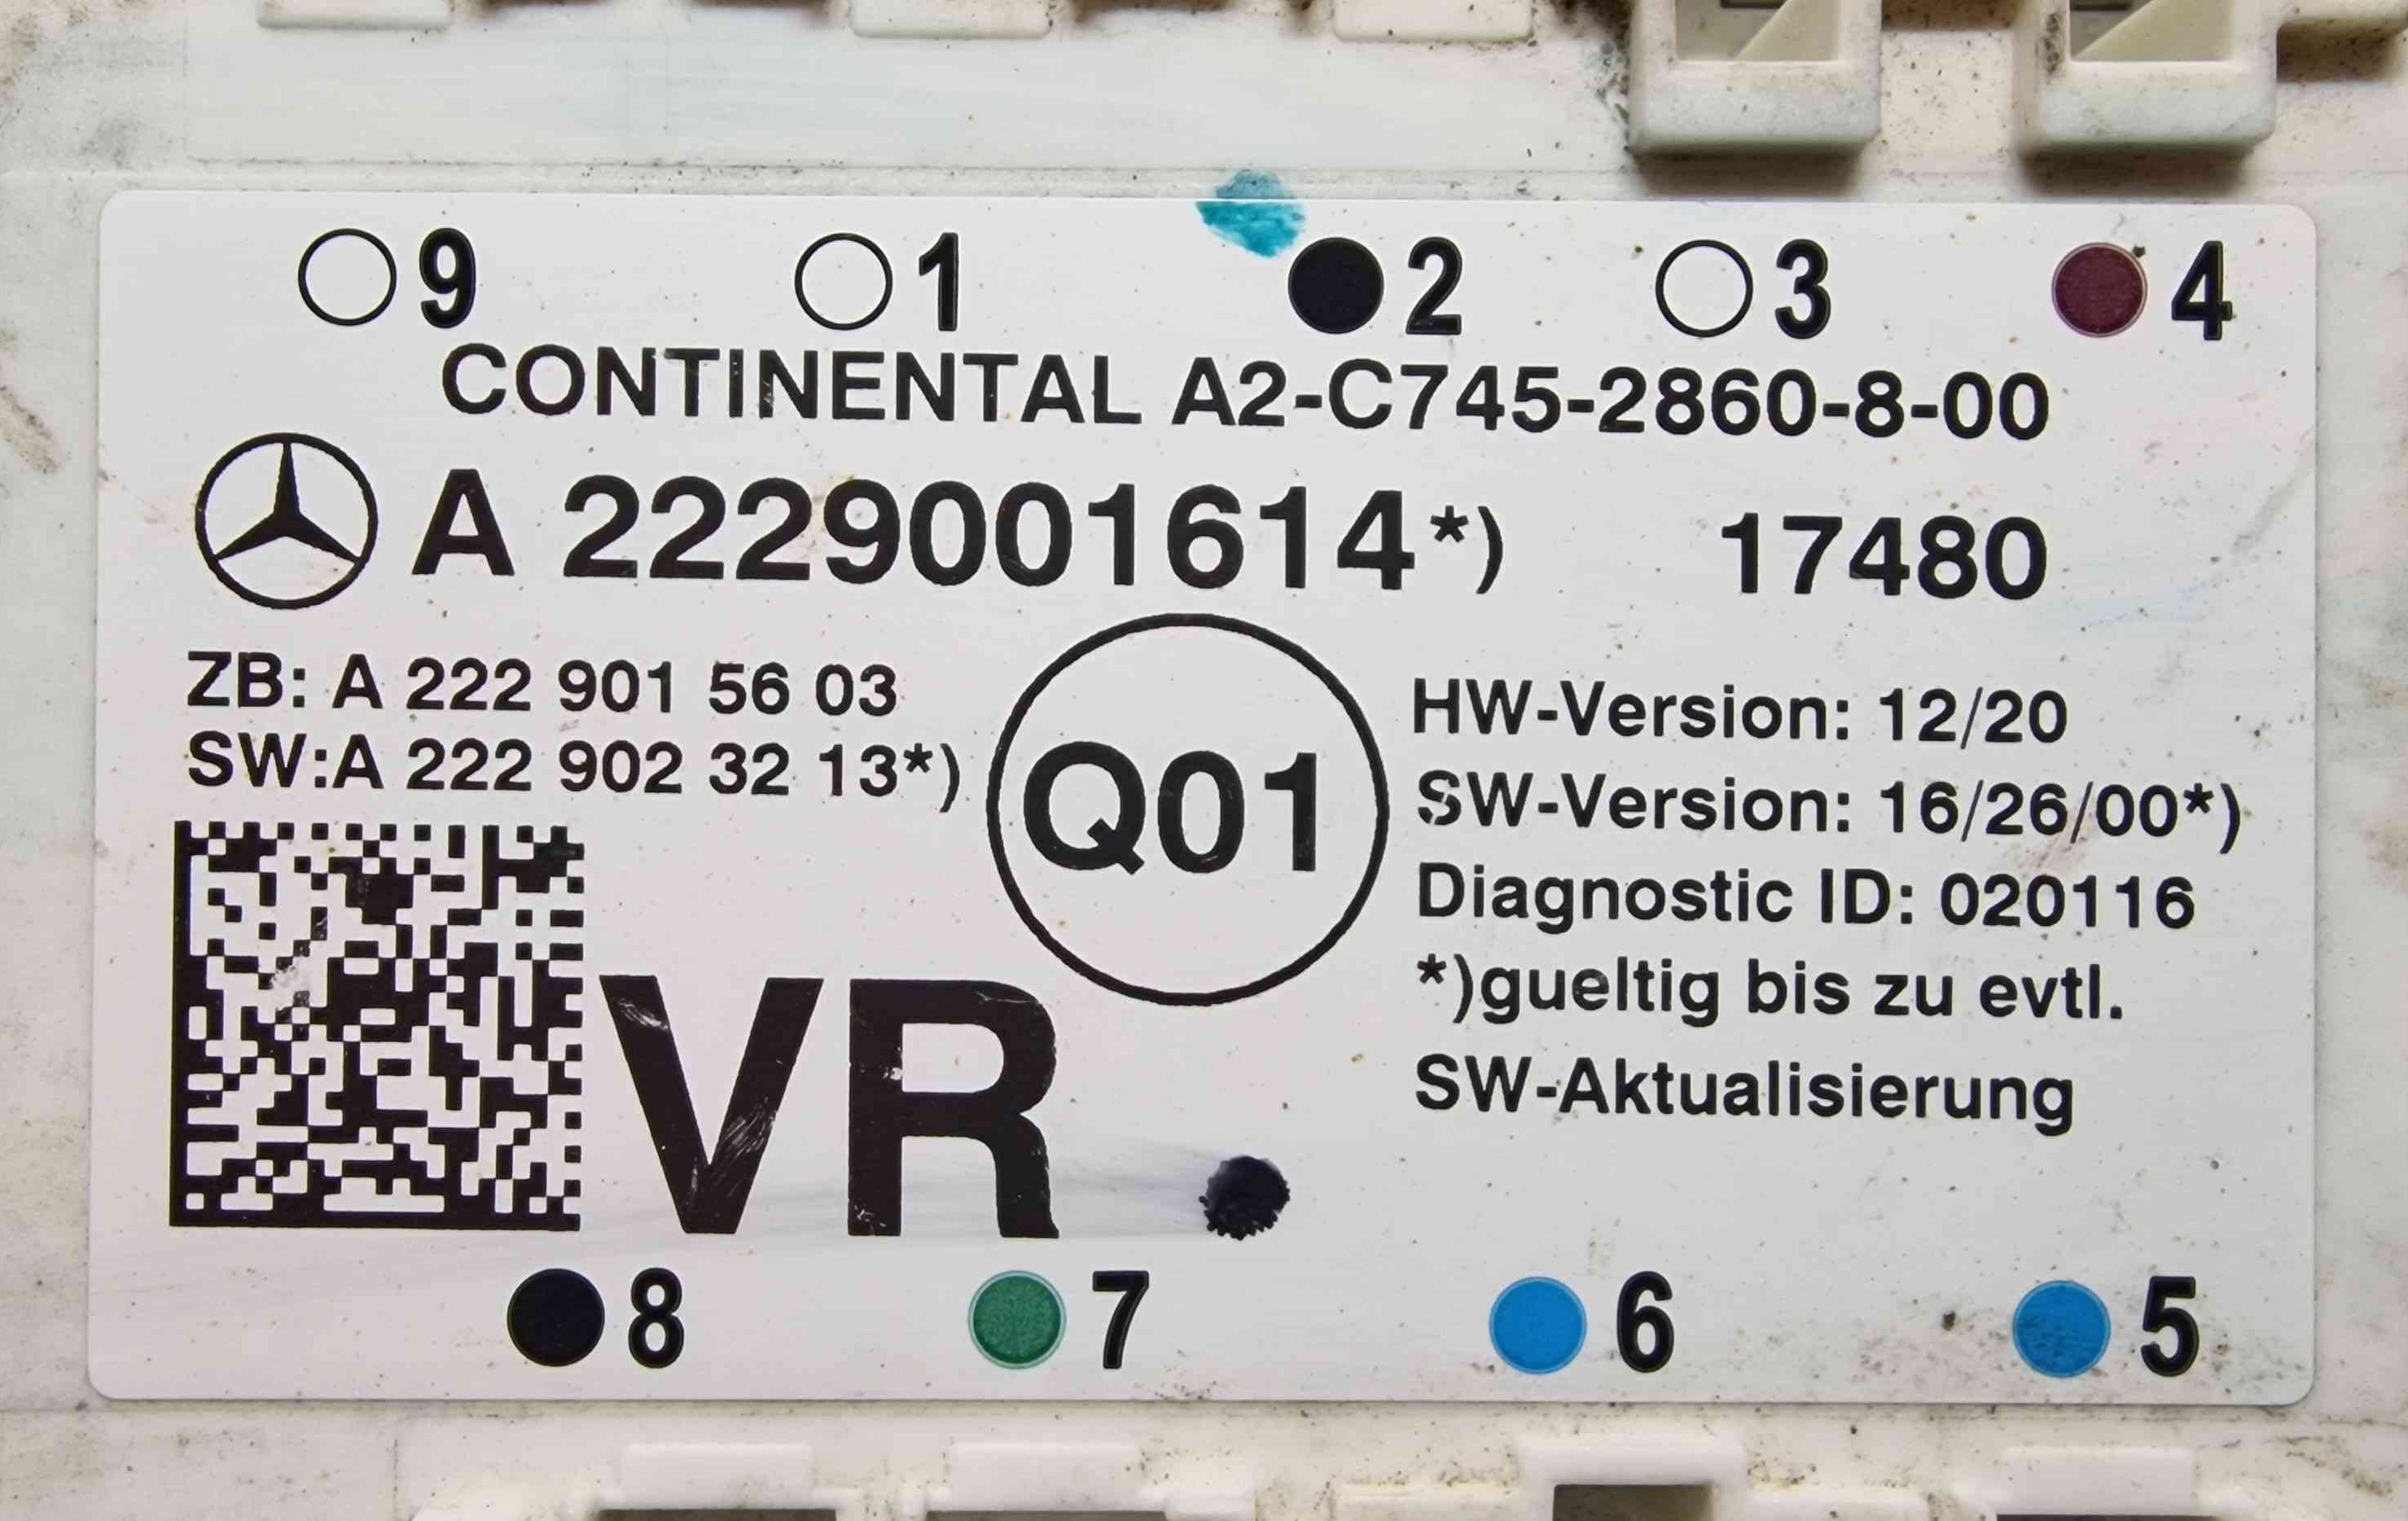 9 1 2 3 4
CONTINENTAL A2-C745-2860-8-00
A 2229001614*) 17480
ZB: A 222 901 56 03
SW:A 222 902 32 13*)
Q01
HW-Version: 12/20
SW-Version: 16/26/00*)
Diagnostic ID: 020116
*)gueltig bis zu evtl.
SW-Aktualisierung
VR
8 7 6 5